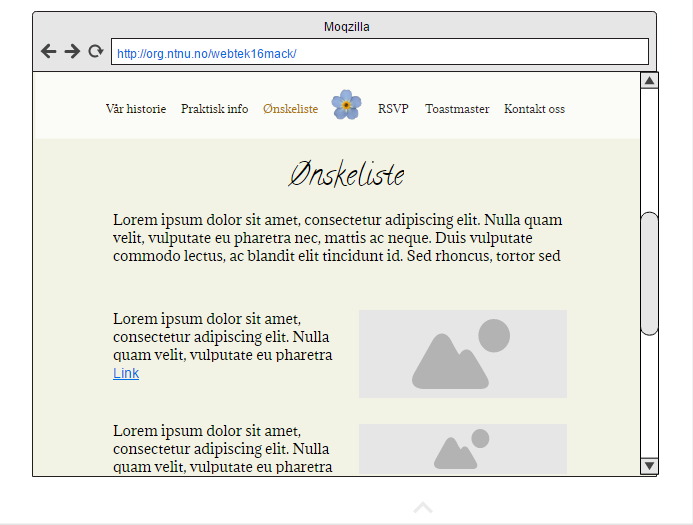 Moqzilla
http://org.ntnu.no/webtek16mack/
Vår historie Praktisk info Ønskeliste RSVP Toastmaster Kontakt oss
Ønskeliste
Lorem ipsum dolor sit amet, consectetur adipiscing elit. Nulla quam
velit, vulputate eu pharetra nec, mattis ac neque. Duis vulputate
commodo lectus, ac blandit elit tincidunt id. Sed rhoncus, tortor sed
Lorem ipsum dolor sit amet,
consectetur adipiscing elit. Nulla
quam velit, vulputate eu pharetra
Link
Lorem ipsum dolor sit amet,
consectetur adipiscing elit. Nulla
quam velit, vulputate eu pharetra